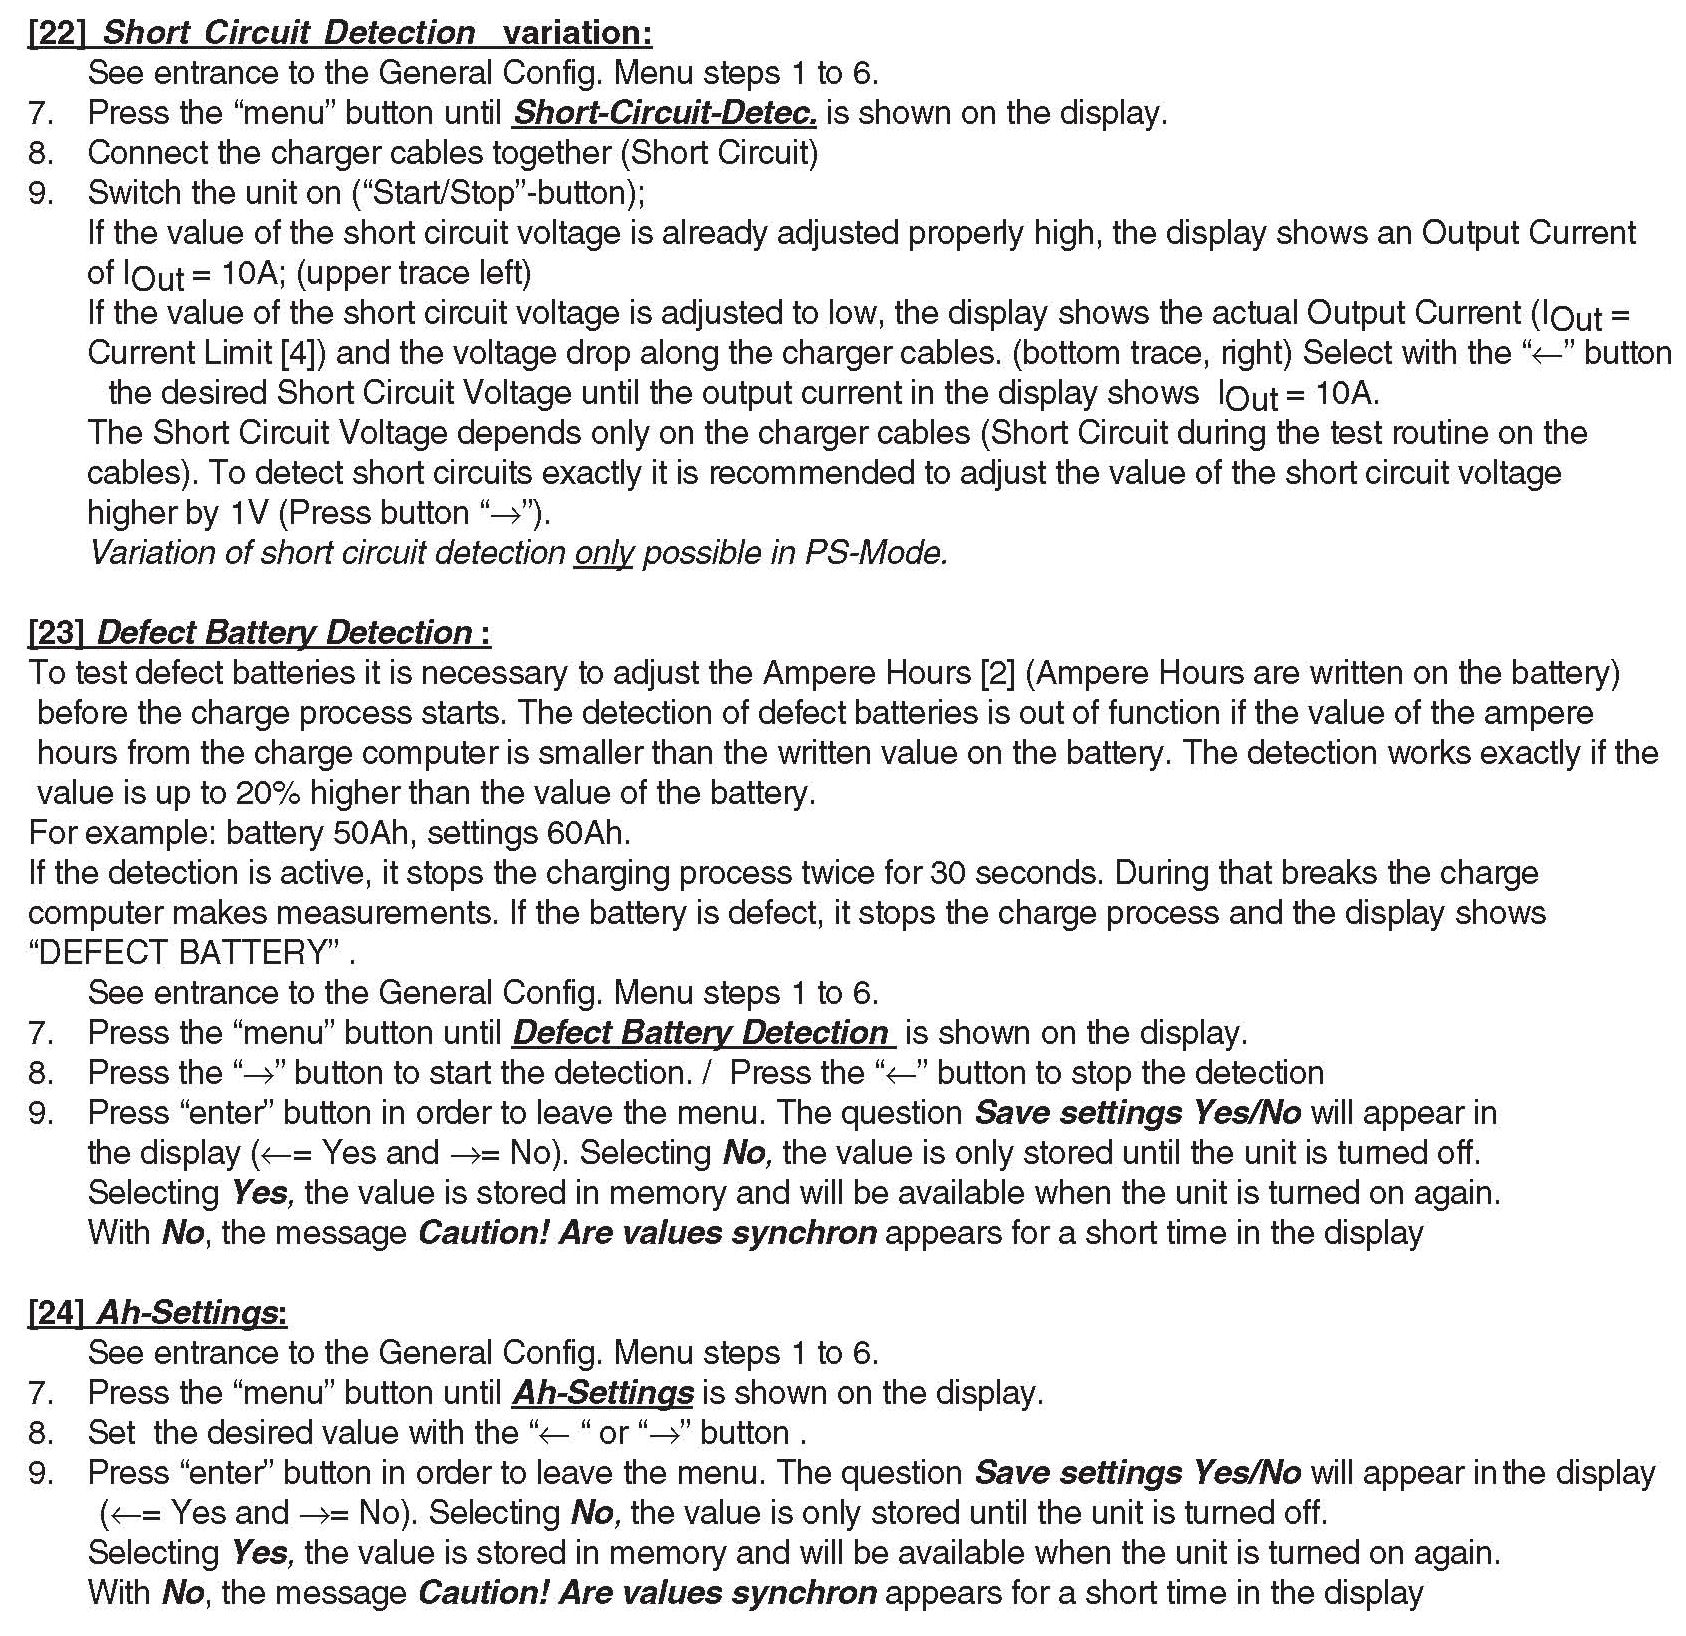 [22] Short Circuit Detection variation:
See entrance to the General Config. Menu steps 1 to 6.
7. Press the “menu” button until Short-Circuit-Detec. is shown on the display.
8. Connect the charger cables together (Short Circuit)
9. Switch the unit on (“Start/Stop”-button);
If the value of the short circuit voltage is already adjusted properly high, the display shows an Output Current
of IOut = 10A; (upper trace left)
If the value of the short circuit voltage is adjusted to low, the display shows the actual Output Current (IOut =
Current Limit [4]) and the voltage drop along the charger cables. (bottom trace, right) Select with the “←” button
the desired Short Circuit Voltage until the output current in the display shows IOut = 10A.
The Short Circuit Voltage depends only on the charger cables (Short Circuit during the test routine on the
cables). To detect short circuits exactly it is recommended to adjust the value of the short circuit voltage
higher by 1V (Press button “→”).
Variation of short circuit detection only possible in PS-Mode.
[23] Defect Battery Detection :
To test defect batteries it is necessary to adjust the Ampere Hours [2] (Ampere Hours are written on the battery)
before the charge process starts. The detection of defect batteries is out of function if the value of the ampere
hours from the charge computer is smaller than the written value on the battery. The detection works exactly if the
value is up to 20% higher than the value of the battery.
For example: battery 50Ah, settings 60Ah.
If the detection is active, it stops the charging process twice for 30 seconds. During that breaks the charge
computer makes measurements. If the battery is defect, it stops the charge process and the display shows
“DEFECT BATTERY” .
See entrance to the General Config. Menu steps 1 to 6.
7. Press the “menu” button until Defect Battery Detection is shown on the display.
8. Press the “→” button to start the detection. / Press the “←” button to stop the detection
9. Press “enter” button in order to leave the menu. The question Save settings Yes/No will appear in
the display (←= Yes and →= No). Selecting No, the value is only stored until the unit is turned off.
Selecting Yes, the value is stored in memory and will be available when the unit is turned on again.
With No, the message Caution! Are values synchron appears for a short time in the display
[24] Ah-Settings:
See entrance to the General Config. Menu steps 1 to 6.
7. Press the “menu” button until Ah-Settings is shown on the display.
8. Set the desired value with the “← “ or “→” button .
9. Press “enter” button in order to leave the menu. The question Save settings Yes/No will appear in the display
(←= Yes and →= No). Selecting No, the value is only stored until the unit is turned off.
Selecting Yes, the value is stored in memory and will be available when the unit is turned on again.
With No, the message Caution! Are values synchron appears for a short time in the display